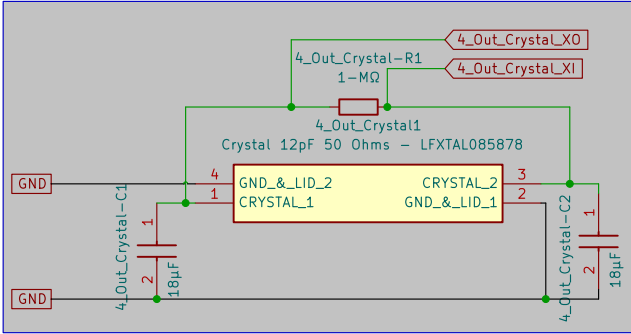 4_Out_Crystal_XO
4_Out_Crystal-R1
4_Out_Crystal_XI
1-MΩ
4_Out_Crystal1
Crystal 12pF 50 Ohms - LFXTAL085878
GND
4
GND_&_LID_2
CRYSTAL_2
3
1
CRYSTAL_1
GND_&_LID_1
2
4_Out_Crystal-C1
1
2
18µF
4_Out_Crystal-C2
1
2
18µF
GND